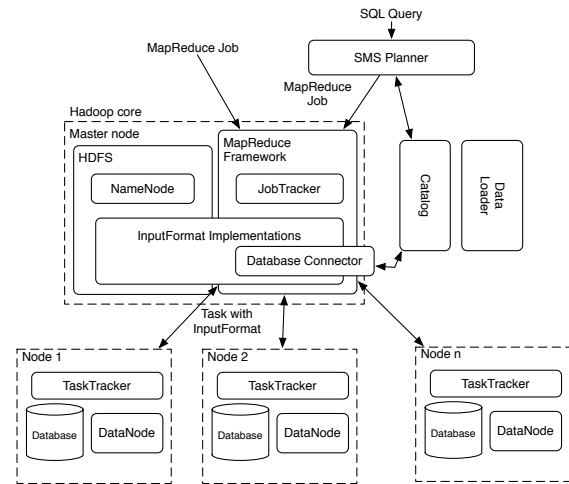 SQL Query
SMS Planner
MapReduce Job
MapReduce
Job
Hadoop core
Master node
HDFS
MapReduce
Framework
NameNode
JobTracker
InputFormat Implementations
Database Connector
Catalog
Data
Loader
Task with
InputFormat
Node 1
TaskTracker
Database
DataNode
Node 2
TaskTracker
Database
DataNode
Node n
TaskTracker
Database
DataNode